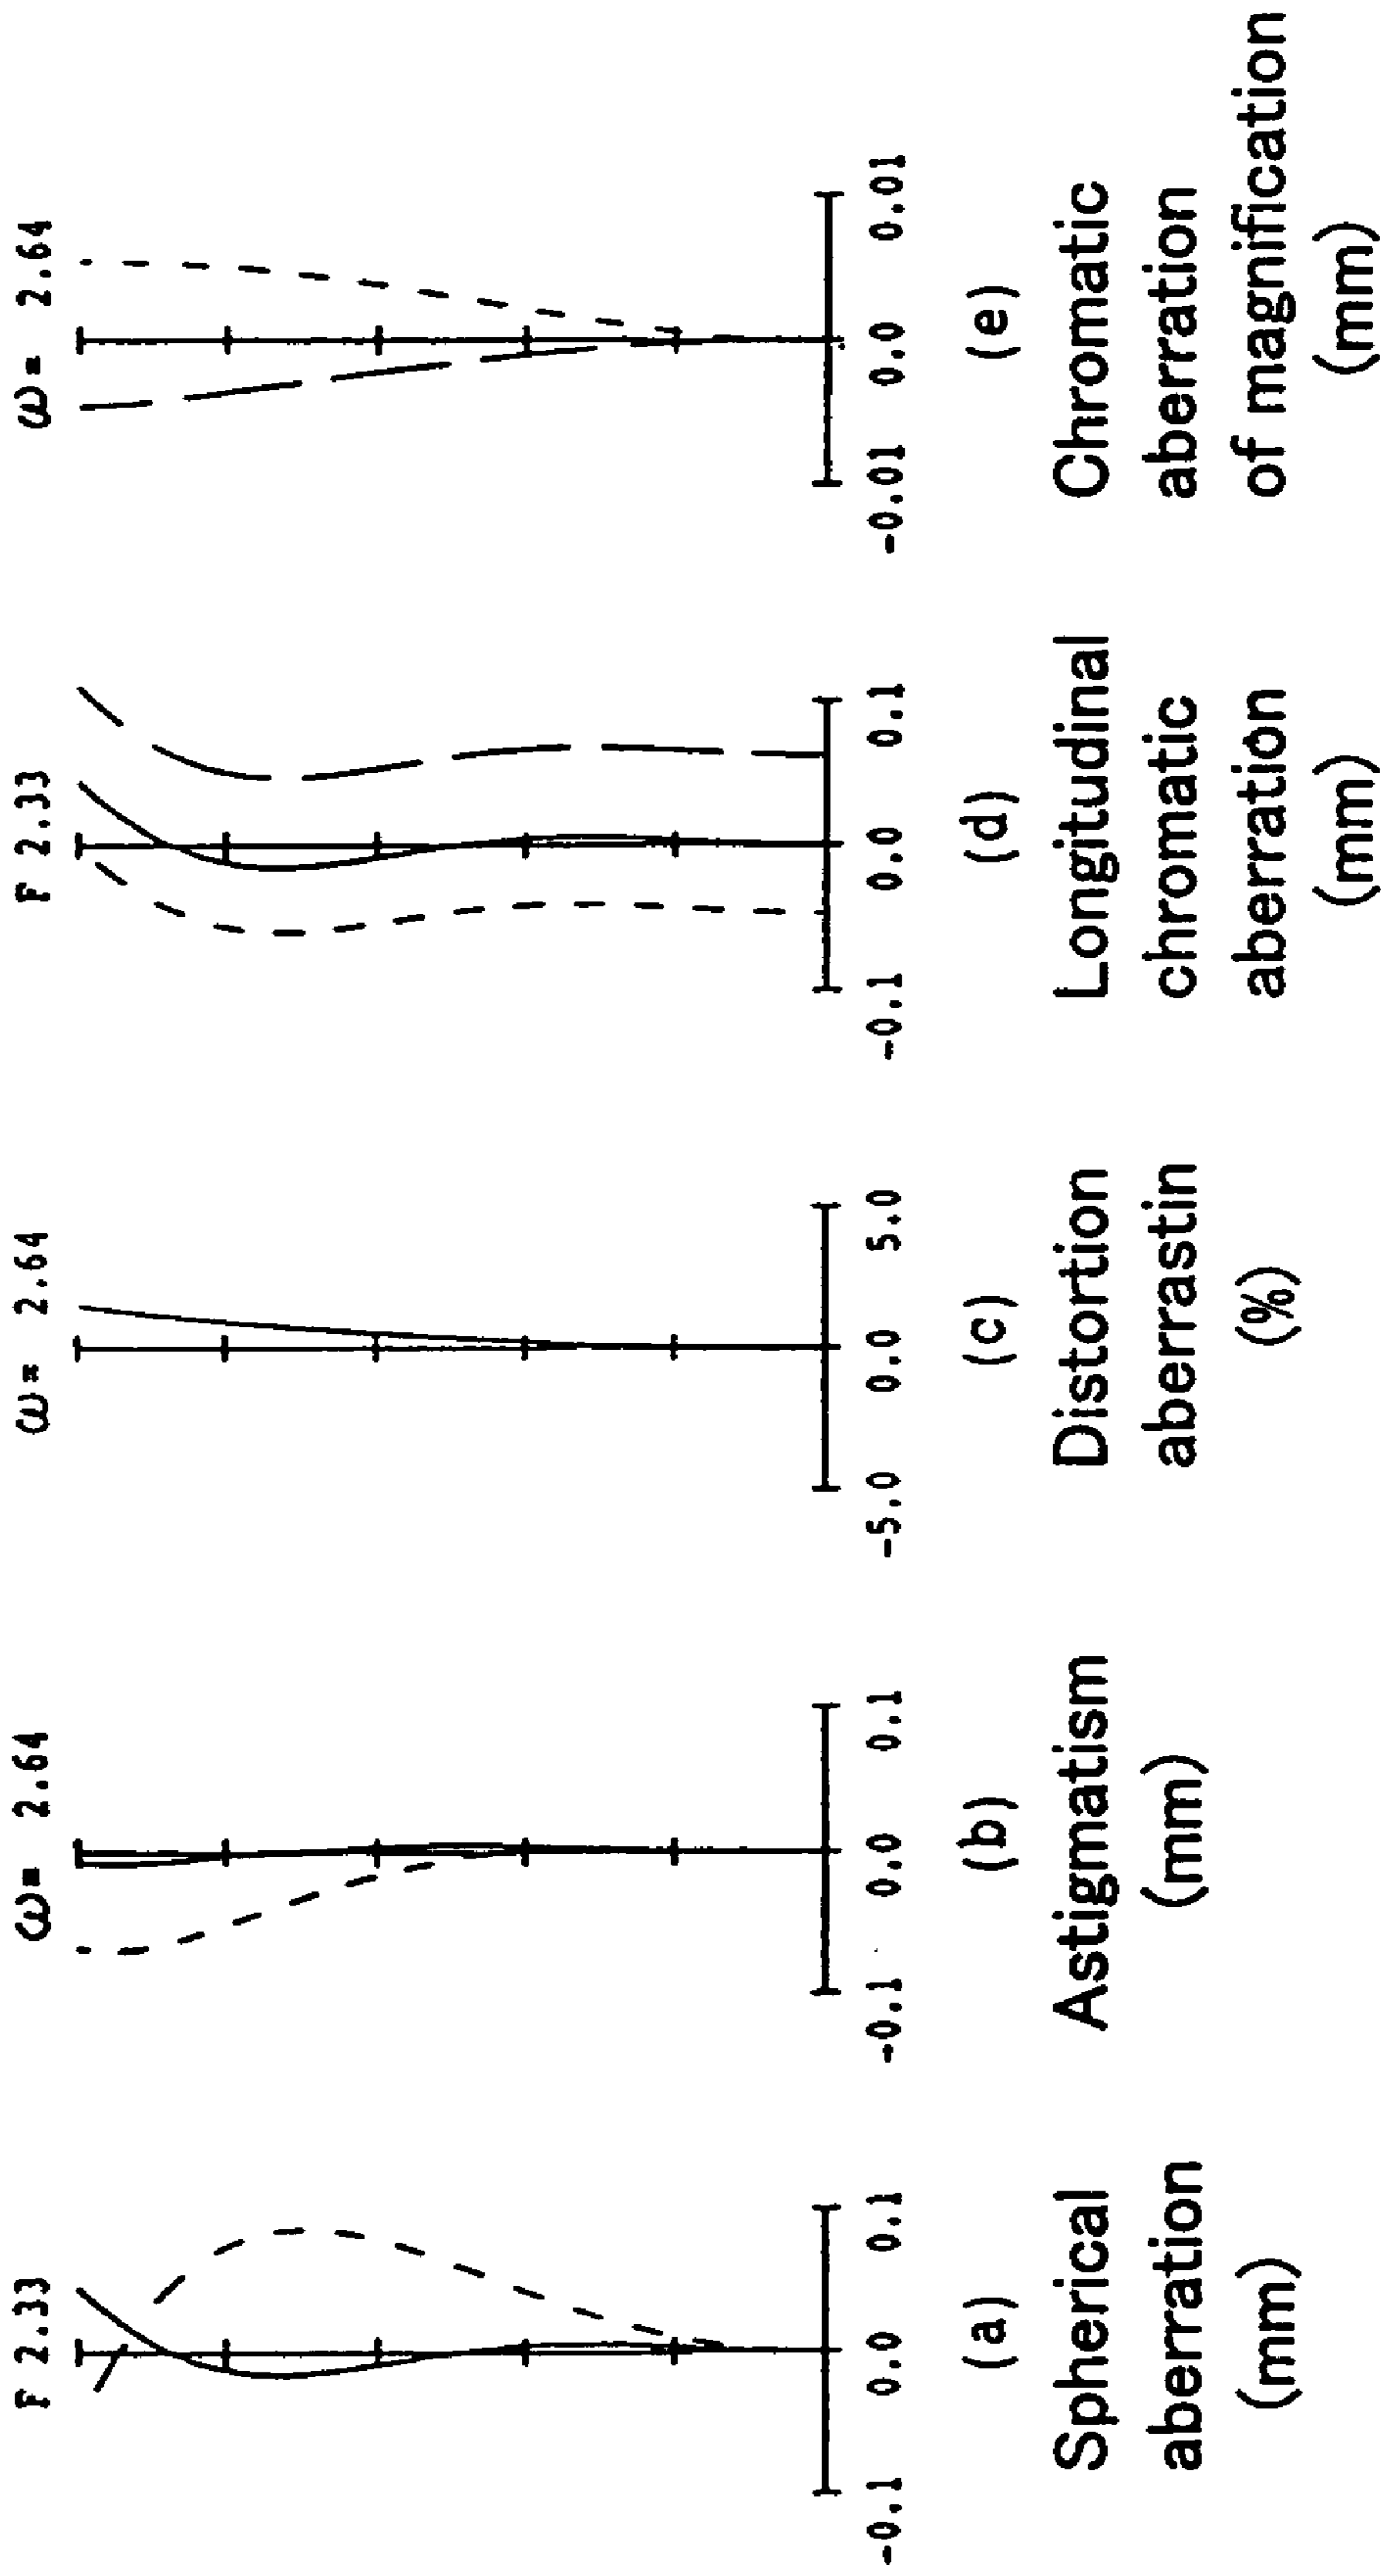 F 2.33
-0.1 0.0 0.1
(a)
Spherical
aberration
(mm)
ω= 2.64
-0.1 0.0 0.1
(b)
Astigmatism
(mm)
ω= 2.64
-5.0 0.0 5.0
(c)
Distortion
aberrastin
(%)
F 2.33
-0.1 0.0 0.1
(d)
Longitudinal
chromatic
aberration
(mm)
ω= 2.64
-0.01 0.0 0.01
(e)
Chromatic
aberration
of magnification
(mm)